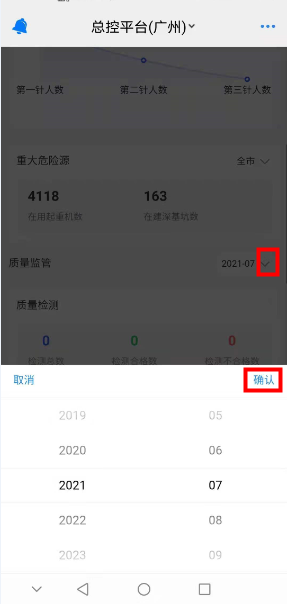 总控平台(广州)
第一针人数 第二针人数 第三针人数
重大危险源 全市
4118 163
在用起重机数 在建深基坑数
质量监管 2021-07
质量检测
0 0 0
检测总数 检测合格数 检测不合格数
取消 确认
2019 05
2020 06
2021 07
2022 08
2023 09